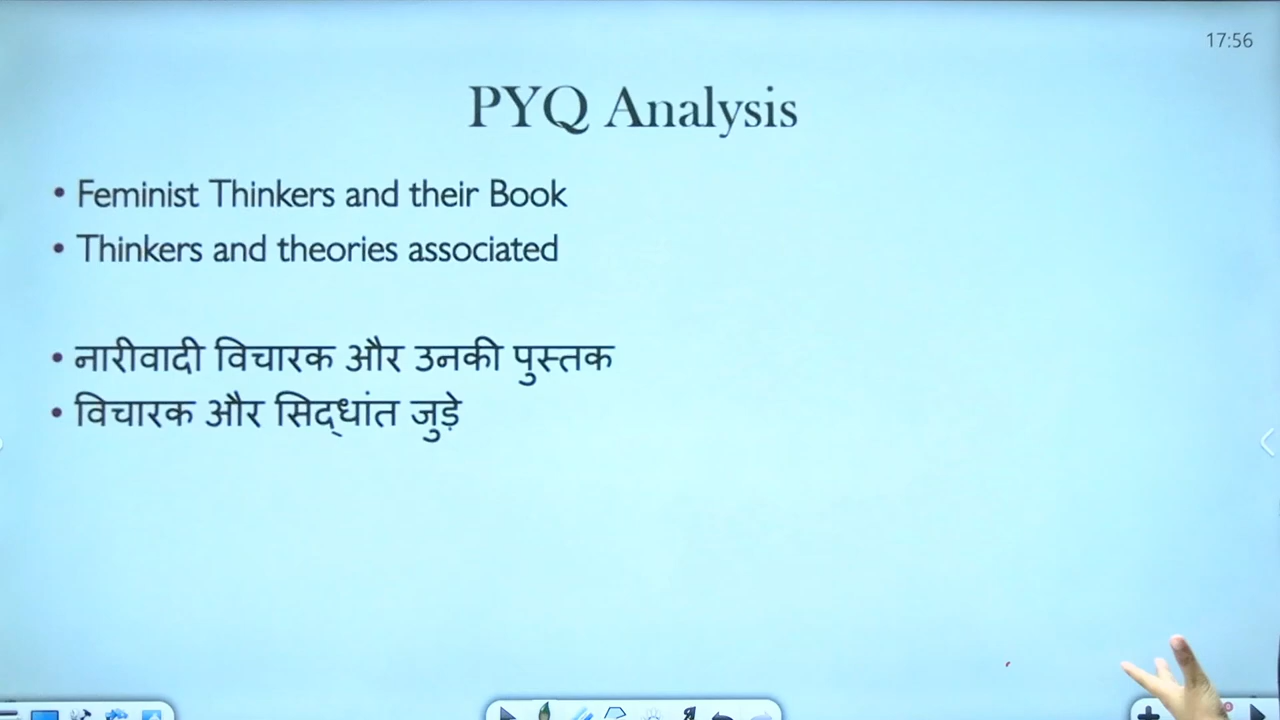 17:56
PYQ Analysis
• Feminist Thinkers and their Book
• Thinkers and theories associated
• नारीवादी विचारक और उनकी पुस्तक
• विचारक और सिद्धांत जुड़े